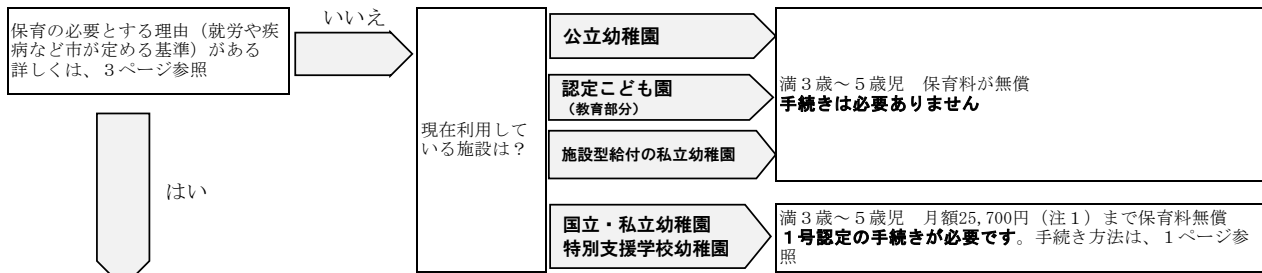 保育の必要とする理由（就労や疾
病など市が定める基準）がある
詳しくは、３ページ参照
いいえ
はい
現在利用して
いる施設は？
公立幼稚園
認定こども園
（教育部分）
施設型給付の私立幼稚園
満３歳～５歳児　保育料が無償
手続きは必要ありません
国立・私立幼稚園
特別支援学校幼稚園
満３歳～５歳児　月額25,700円（注１）まで保育料無償
１号認定の手続きが必要です。手続き方法は、１ページ参
照